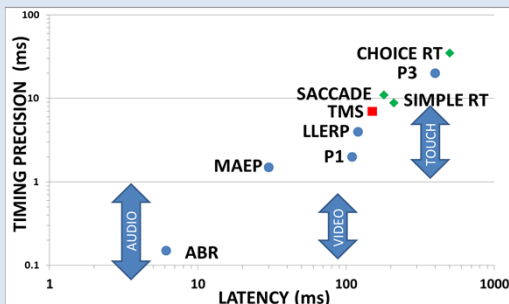 TIMING PRECISION (ms)
100
10
1
0.1
CHOICE RT
P3
SACCADE
SIMPLE RT
TMS
LLERP
P1
MAEP
ABR
AUDIO
VIDEO
TOUCH
1
10
100
1000
LATENCY (ms)